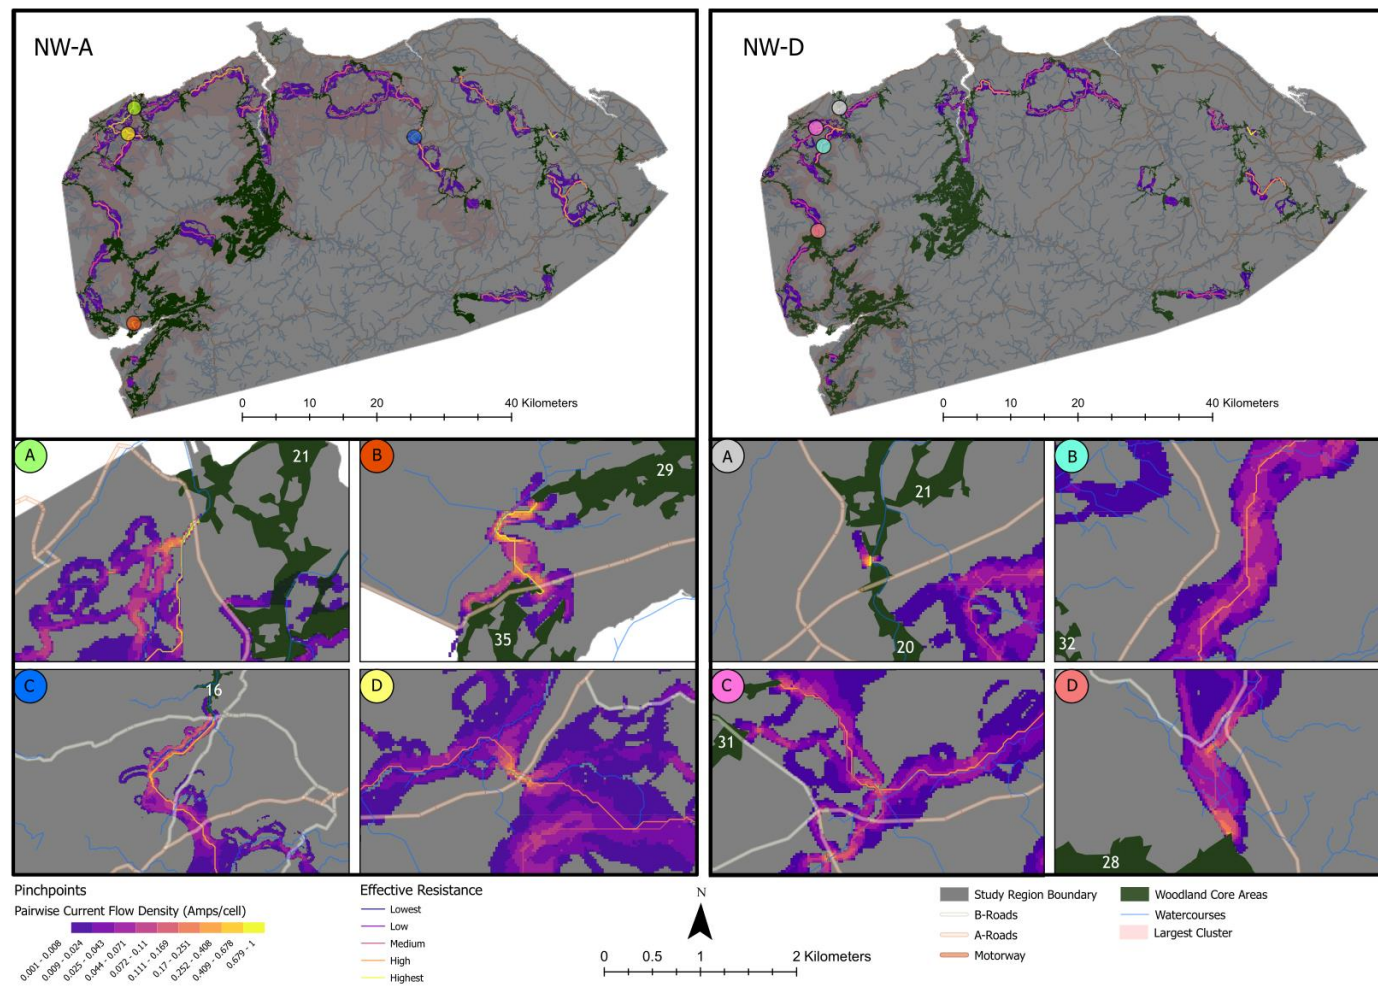 NW-A
0 10 20 40 Kilometers
NW-D
0 10 20 40 Kilometers
A
21
B
29
35
A
21
20
B
32
C
16
D
C
31
D
28
Pinchpoints
Pairwise Current Flow Density (Amps/cell)
0.001 - 0.008
0.009 - 0.024
0.025 - 0.043
0.044 - 0.071
0.072 - 0.11
0.111 - 0.169
0.17 - 0.251
0.252 - 0.408
0.409 - 0.678
0.679 - 1
Effective Resistance
Lowest
Low
Medium
High
Highest
N
0 0.5 1 2 Kilometers
Study Region Boundary
B-Roads
A-Roads
Motorway
Woodland Core Areas
Watercourses
Largest Cluster